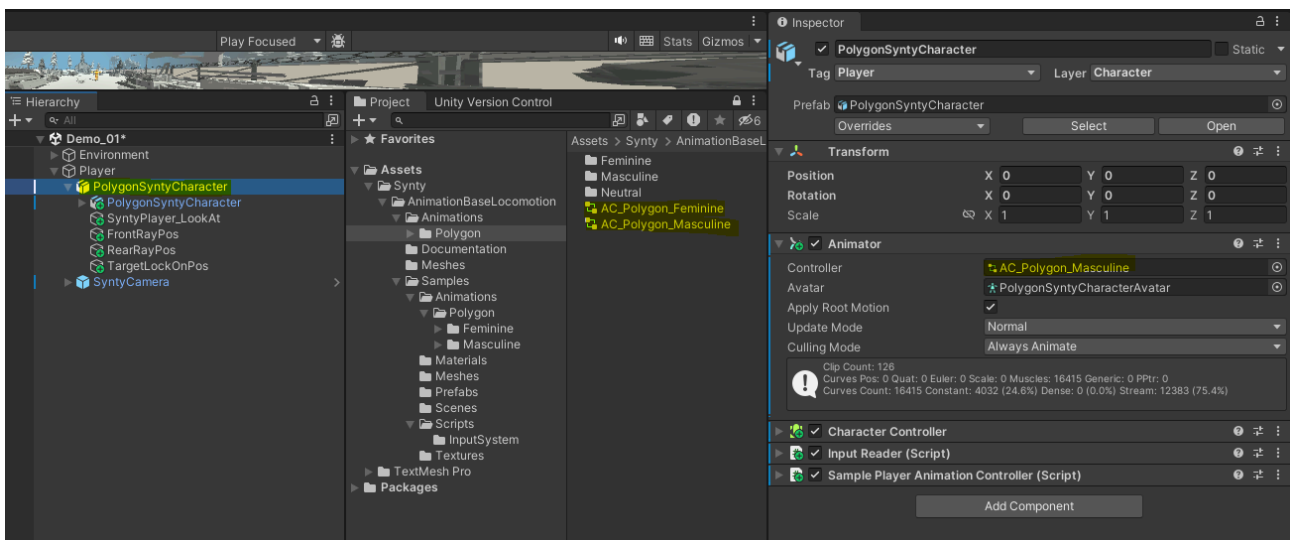 Play Focused
Stats Gizmos
Hierarchy
All
Demo_01*
Environment
Player
PolygonSyntyCharacter
PolygonSyntyCharacter
SyntyPlayer_LookAt
FrontRayPos
RearRayPos
TargetLockOnPos
SyntyCamera
Project Unity Version Control
6
Favorites
Assets
Synty
AnimationBaseLocomotion
Animations
Polygon
Documentation
Meshes
Samples
Animations
Polygon
Feminine
Masculine
Materials
Meshes
Prefabs
Scenes
Scripts
InputSystem
Textures
TextMesh Pro
Packages
Assets > Synty > AnimationBaseL
Feminine
Masculine
Neutral
AC_Polygon_Feminine
AC_Polygon_Masculine
Inspector
PolygonSyntyCharacter Static
Tag Player Layer Character
Prefab PolygonSyntyCharacter
Overrides Select Open
Transform
Position X 0 Y 0 Z 0
Rotation X 0 Y 0 Z 0
Scale X 1 Y 1 Z 1
Animator
Controller AC_Polygon_Masculine
Avatar PolygonSyntyCharacterAvatar
Apply Root Motion
Update Mode Normal
Culling Mode Always Animate
Clip Count: 126
Curves Pos: 0 Quat: 0 Euler: 0 Scale: 0 Muscles: 16415 Generic: 0 PPtr: 0
Curves Count: 16415 Constant: 4032 (24.6%) Dense: 0 (0.0%) Stream: 12383 (75.4%)
Character Controller
Input Reader (Script)
Sample Player Animation Controller (Script)
Add Component